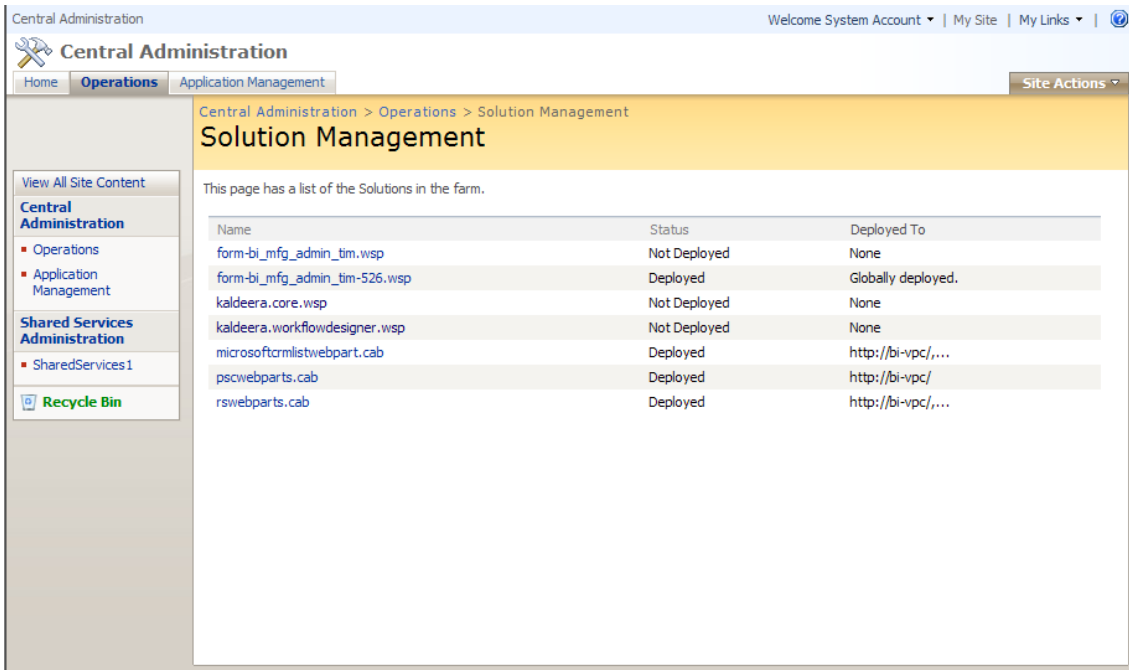 Central Administration
Welcome System Account | My Site | My Links |
Central Administration
Home Operations Application Management Site Actions
Central Administration > Operations > Solution Management
Solution Management
View All Site Content
Central
Administration
Operations
Application
Management
Shared Services
Administration
SharedServices1
Recycle Bin
This page has a list of the Solutions in the farm.
Name Status Deployed To
form-bi_mfg_admin_tim.wsp Not Deployed None
form-bi_mfg_admin_tim-526.wsp Deployed Globally deployed.
kaldeera.core.wsp Not Deployed None
kaldeera.workflowdesigner.wsp Not Deployed None
microsoftcrmlistwebpart.cab Deployed http://bi-vpc/,...
pscwebparts.cab Deployed http://bi-vpc/
rswebparts.cab Deployed http://bi-vpc/,...